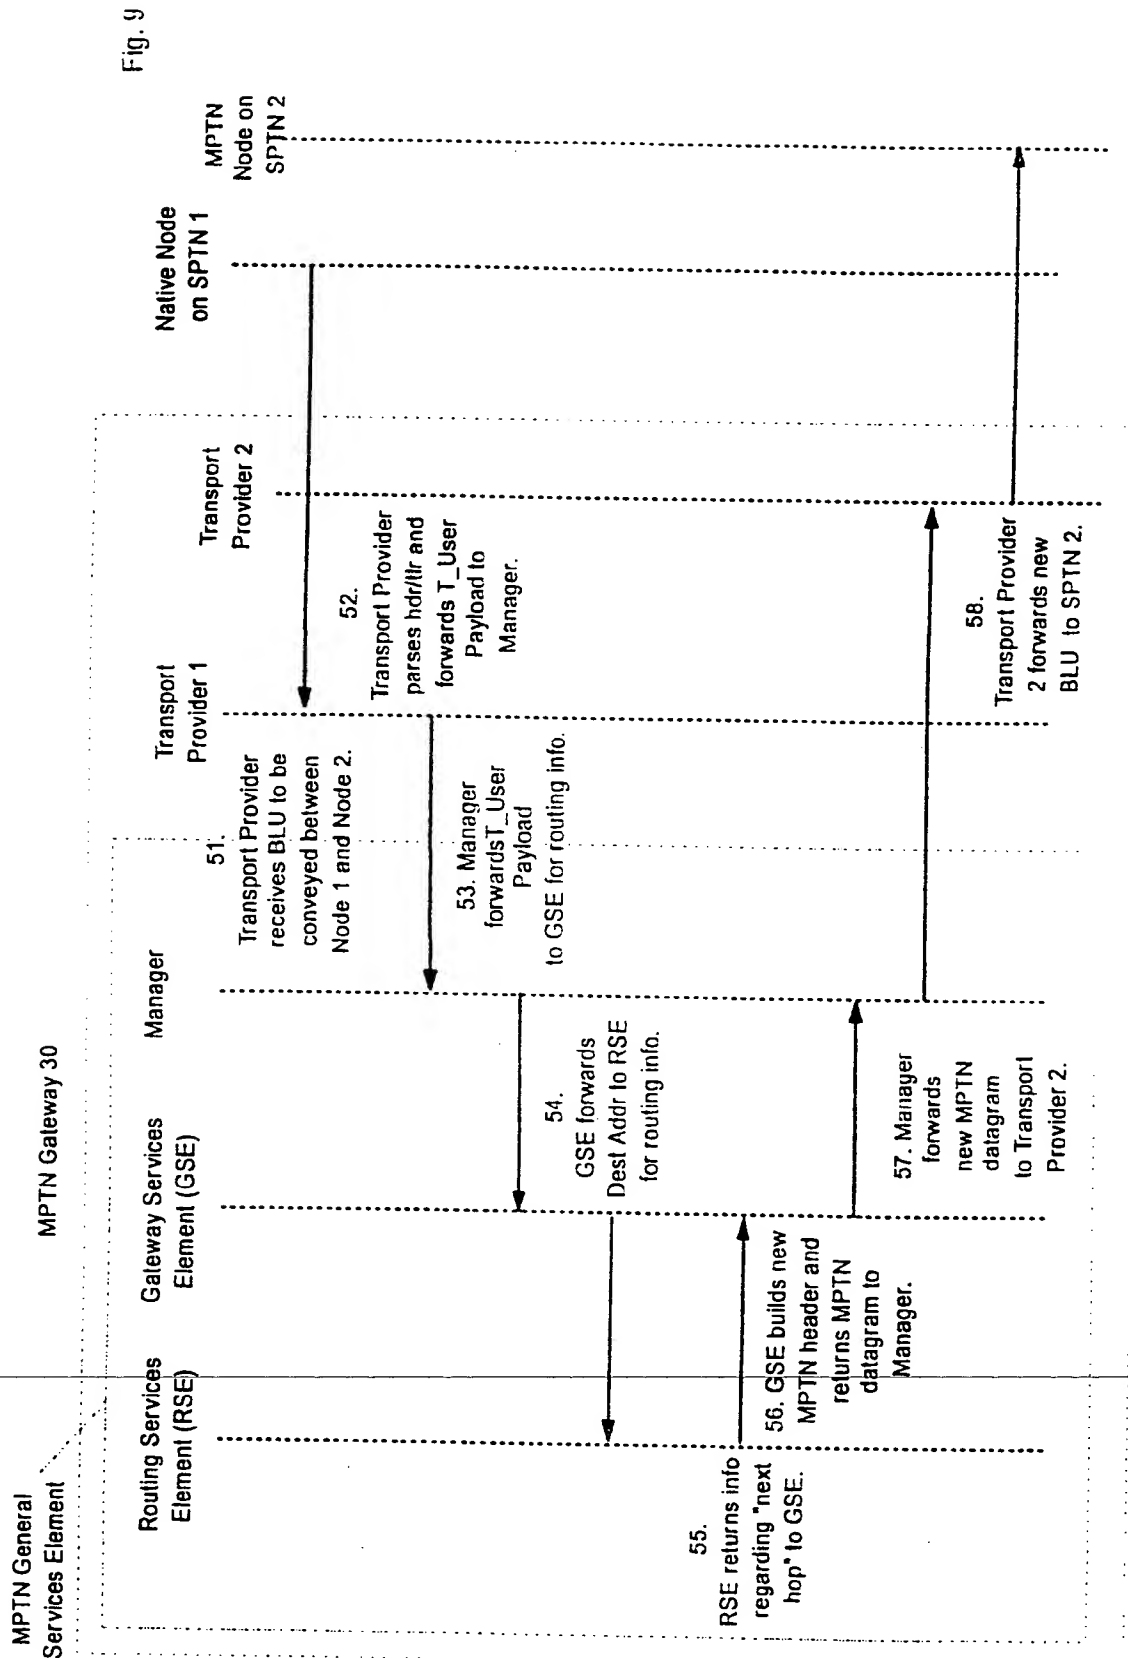 Fig. 9
MPTN Gateway 30
MPTN General
Services Element
Routing Services
Element (RSE)
Gateway Services
Element (GSE)
Manager
Transport
Provider 1
Transport
Provider 2
Native Node
on SPTN 1
MPTN
Node on
SPTN 2
51.
Transport Provider
receives BLU to be
conveyed between
Node 1 and Node 2.
52.
Transport Provider
parses hdr/tlr and
forwards T_User
Payload to
Manager.
53. Manager
forwardsT_User
Payload
to GSE for routing info.
54.
GSE forwards
Dest Addr to RSE
for routing info.
55.
RSE returns info
regarding "next
hop" to GSE.
56. GSE builds new
MPTN header and
returns MPTN
datagram to
Manager.
57. Manager
forwards
new MPTN
datagram
to Transport
Provider 2.
58.
Transport Provider
2 forwards new
BLU to SPTN 2.